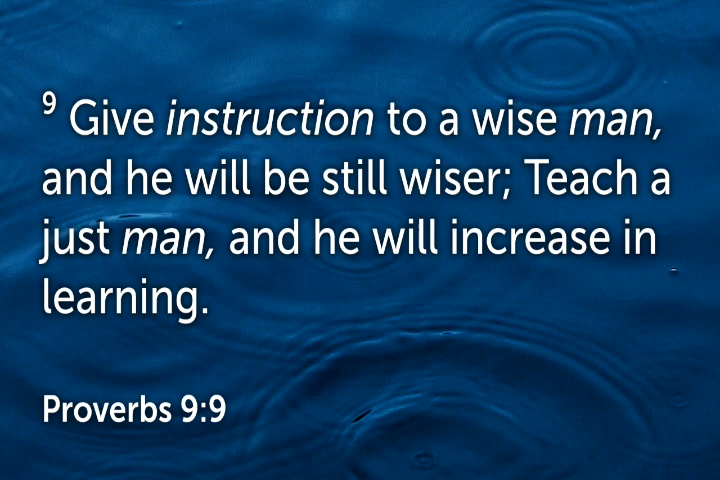 ⁹ Give instruction to a wise man,
and he will be still wiser; Teach a
just man, and he will increase in
learning.
Proverbs 9:9